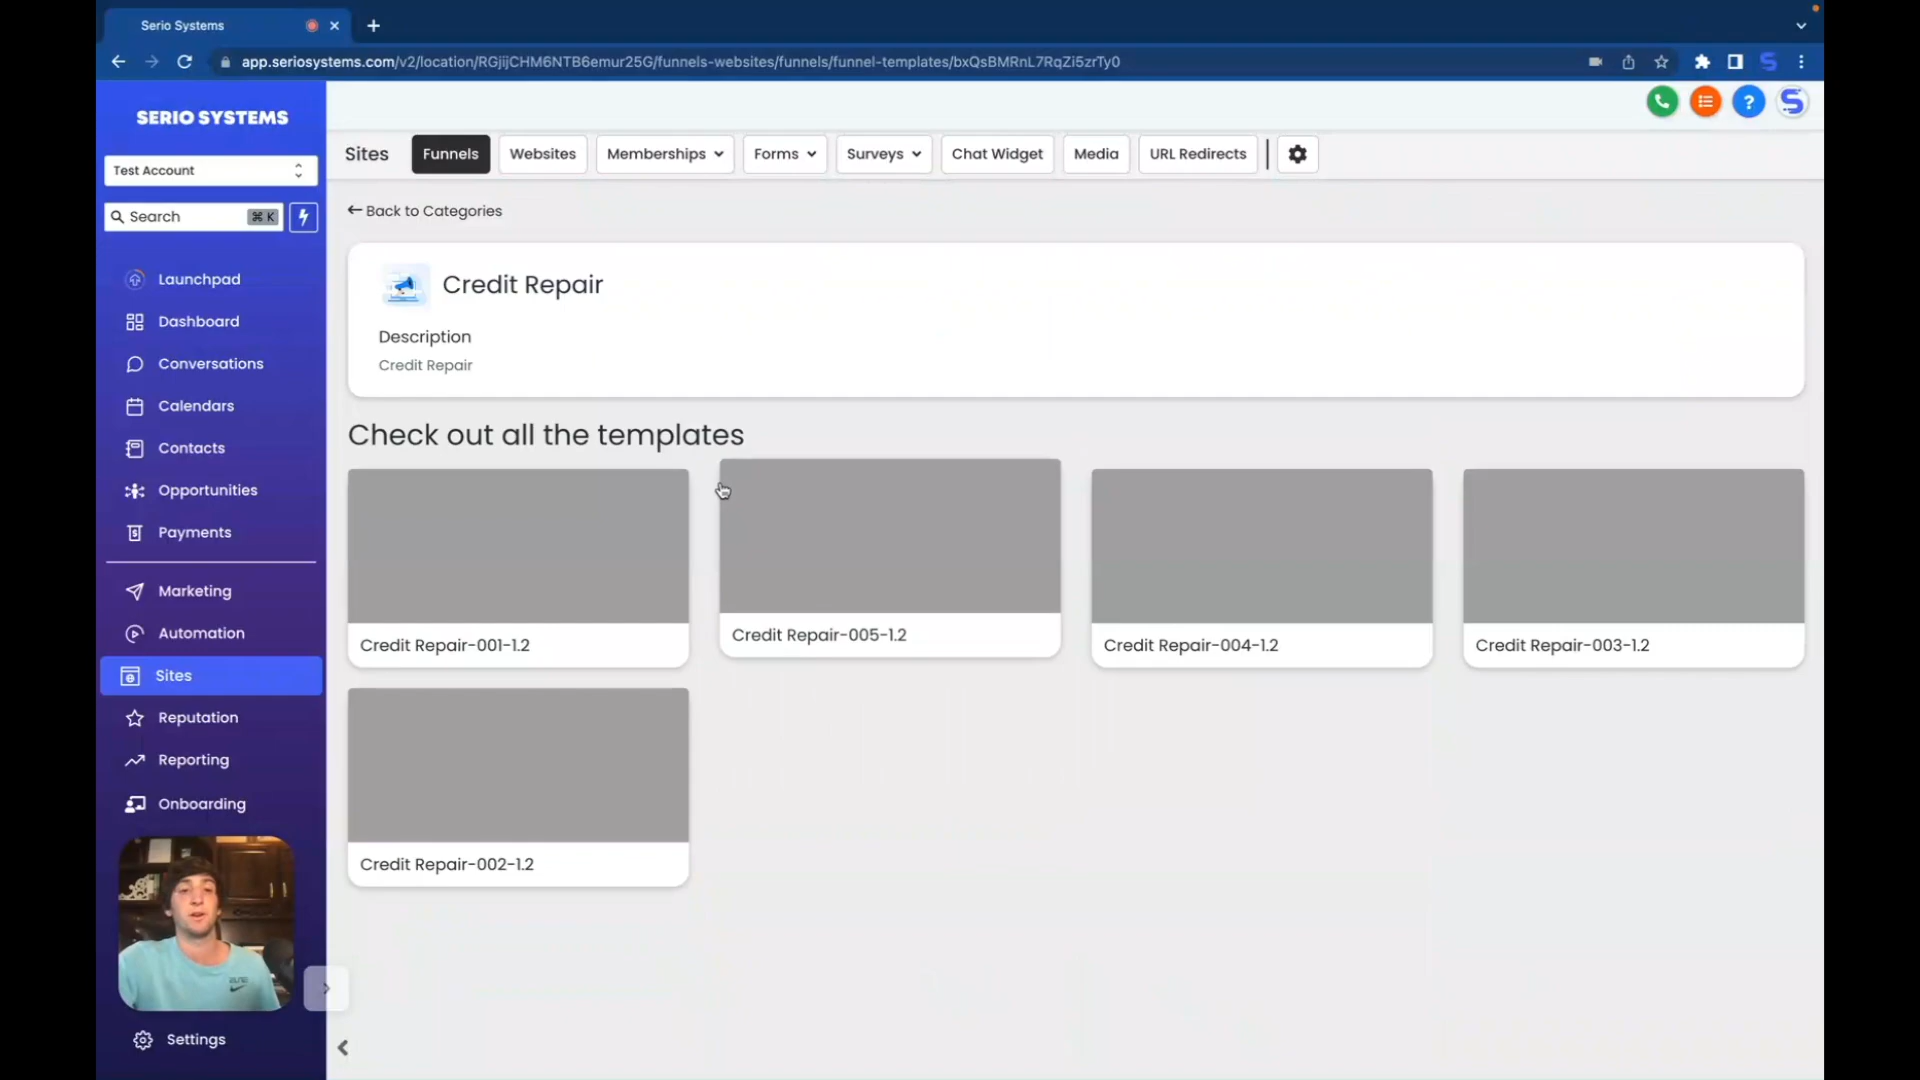 Serio Systems
app.seriosystems.com/v2/location/RGjijCHM6NTB6emur25G/funnels-websites/funnels/funnel-templates/bxQsBMRnL7RqZi5zrTy0
SERIO SYSTEMS
Test Account
Search ⌘ K
Launchpad
Dashboard
Conversations
Calendars
Contacts
Opportunities
Payments
Marketing
Automation
Sites
Reputation
Reporting
Onboarding
Settings
Sites Funnels Websites Memberships Forms Surveys Chat Widget Media URL Redirects
← Back to Categories
Credit Repair
Description
Credit Repair
Check out all the templates
Credit Repair-001-1.2
Credit Repair-005-1.2
Credit Repair-004-1.2
Credit Repair-003-1.2
Credit Repair-002-1.2